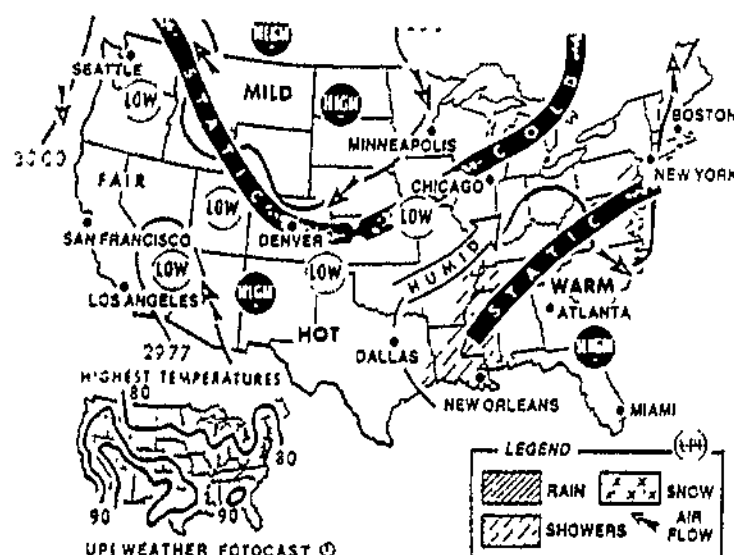 HIGH
SEATTLE
LOW
STATIC
MILD
HIGH
COLD
MINNEAPOLIS
BOSTON
NEW YORK
CHICAGO
FAIR
LOW
LOW
DENVER
SAN FRANCISCO
LOW
LOW
HUMID
STATIC
LOS ANGELES
HIGH
WARM
ATLANTA
HOT
DALLAS
HIGH
2977
HIGHEST TEMPERATURES
NEW ORLEANS
MIAMI
80
80
90
90
LEGEND
RAIN
SNOW
SHOWERS
AIR
FLOW
UPI WEATHER FOTOCAST